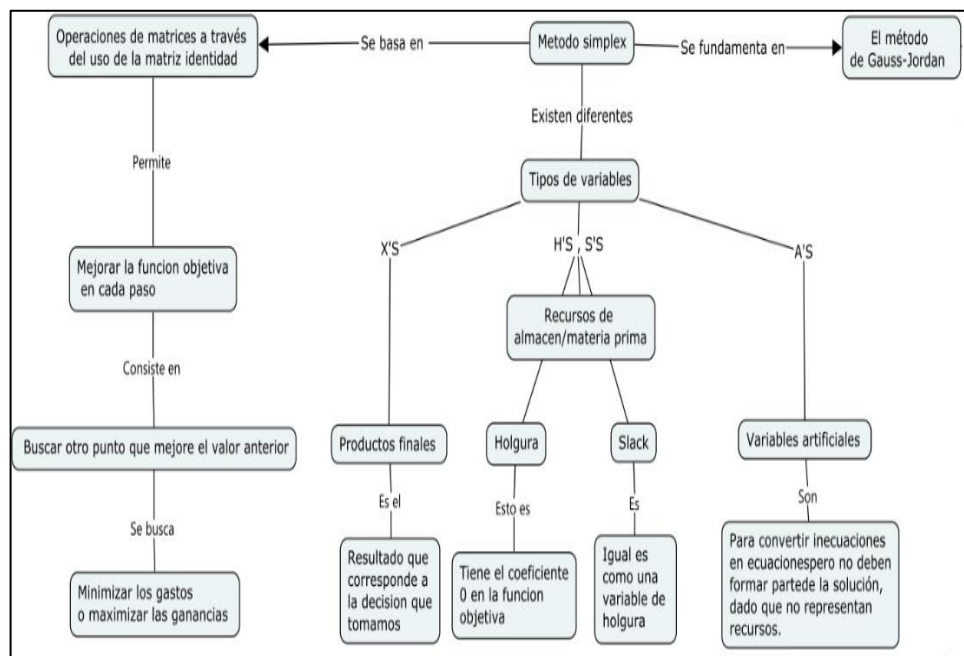 Operaciones de matrices a través
del uso de la matriz identidad
Se basa en
Metodo simplex
Se fundamenta en
El método
de Gauss-Jordan
Existen diferentes
Permite
Tipos de variables
X'S
H'S , S'S
A'S
Mejorar la funcion objetiva
en cada paso
Recursos de
almacen/materia prima
Consiste en
Buscar otro punto que mejore el valor anterior
Productos finales
Holgura
Slack
Variables artificiales
Se busca
Es el
Esto es
Es
Son
Minimizar los gastos
o maximizar las ganancias
Resultado que
corresponde a
la decision que
tomamos
Tiene el coeficiente
0 en la funcion
objetiva
Igual es
como una
variable de
holgura
Para convertir inecuaciones
en ecuacionespero no deben
formar partede la solución,
dado que no representan
recursos.